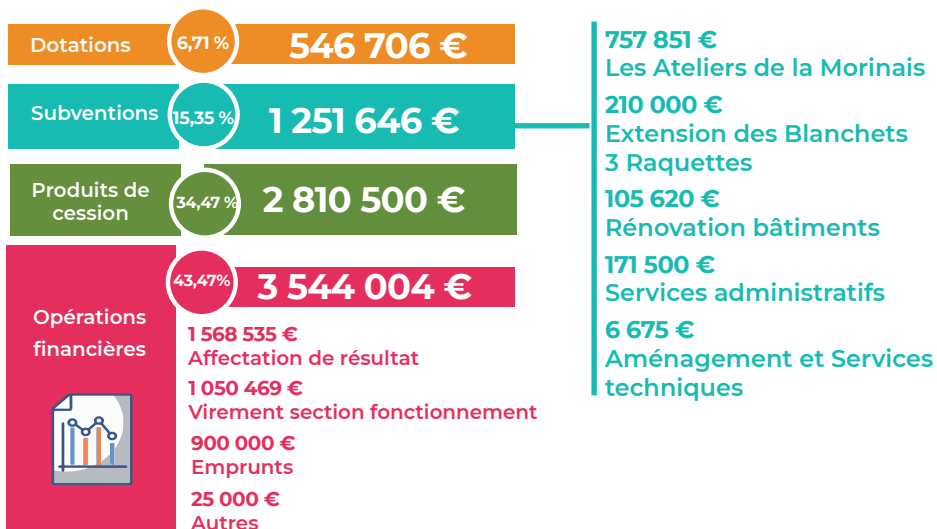 Dotations
6,71 %
546 706 €
Subventions
15,35 %
1 251 646 €
757 851 €
Les Ateliers de la Morinais
210 000 €
Extension des Blanchets
3 Raquettes
105 620 €
Rénovation bâtiments
171 500 €
Services administratifs
6 675 €
Aménagement et Services
techniques
Produits de
cession
34,47 %
2 810 500 €
Opérations
financières
43,47%
3 544 004 €
1 568 535 €
Affectation de résultat
1 050 469 €
Virement section fonctionnement
900 000 €
Emprunts
25 000 €
Autres